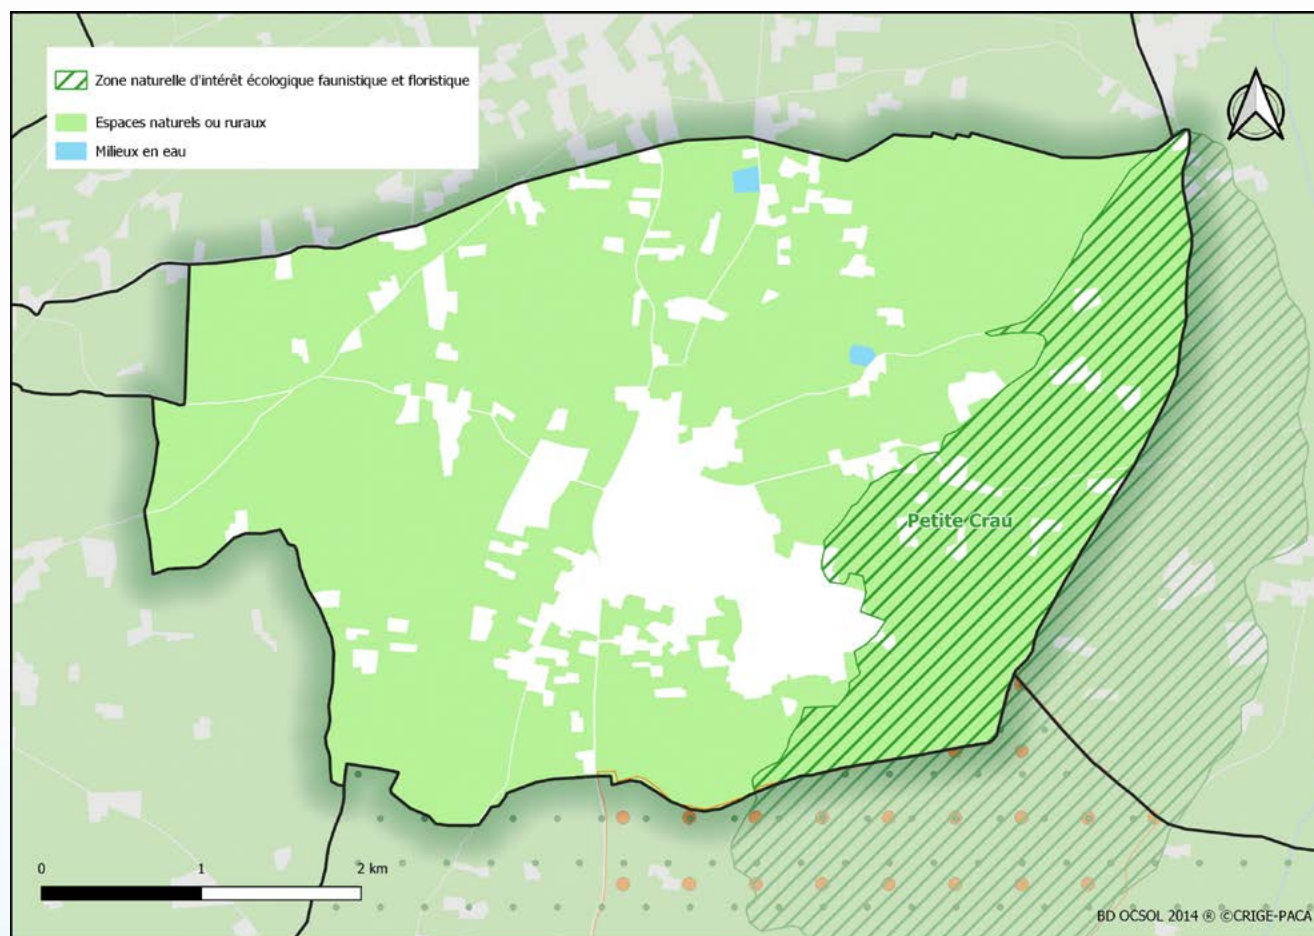 Zone naturelle d'intérêt écologique faunistique et floristique
Espaces naturels ou ruraux
Milieux en eau
Petite Crau
0 1 2 km
BD OCSOL 2014 ® ©CRIGE-PACA